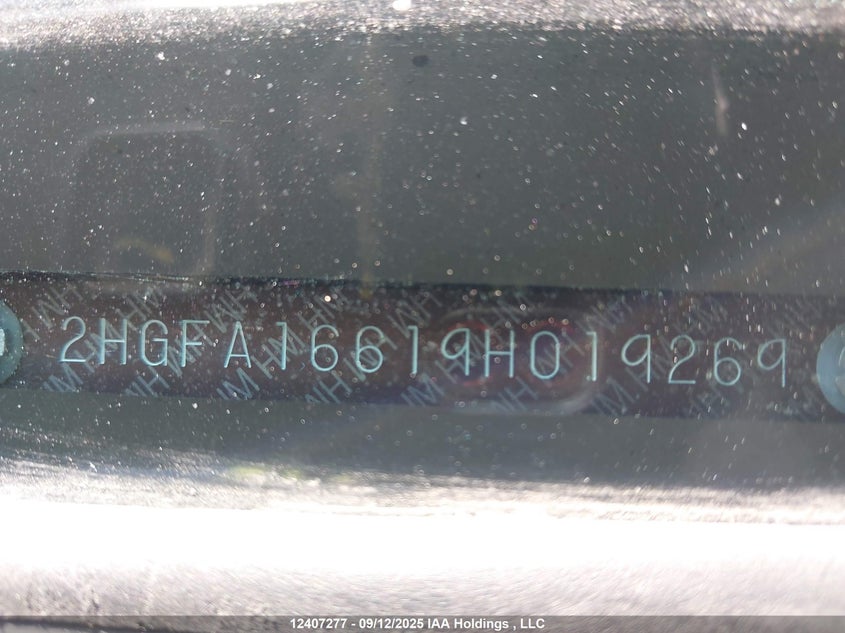 2HGFA16619H019269
12407277 - 09/12/2025 IAA Holdings , LLC